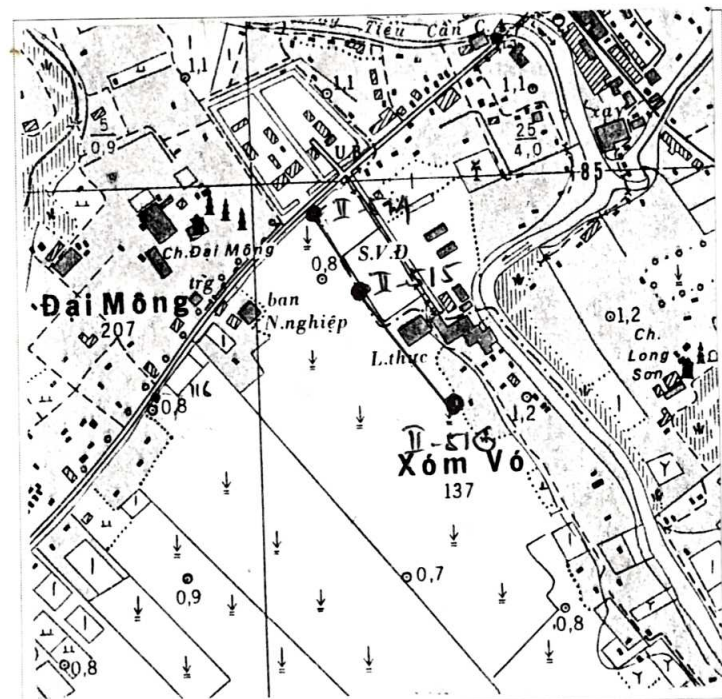 Tiểu Cần C.A.
1,1
1,1
1,1
5
0,9
25
4,0
xay
U.B
85
II-514
Ch.Đại Mông
S.V.Đ
0,8
II-515
trg
Đại Mông
207
ban
N.nghiệp
1,2
Ch.
Long
Sơn
L.thực
0,8
1,2
II-516
Xóm Vó
137
0,7
0,9
0,8
0,8